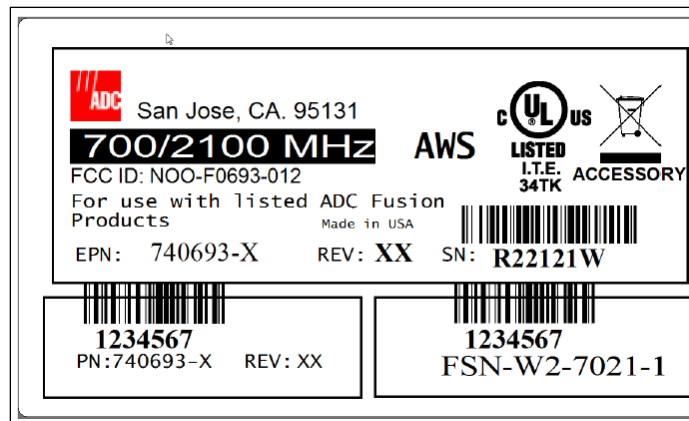 ADC
San Jose, CA. 95131
700/2100 MHz
AWS
C UL US
®
LISTED
I.T.E.
34TK
ACCESSORY
FCC ID: NOO-F0693-012
For use with listed ADC Fusion
Products
Made in USA
EPN: 740693-X REV: XX SN: R22121W
1234567
PN:740693-X REV: XX
1234567
FSN-W2-7021-1